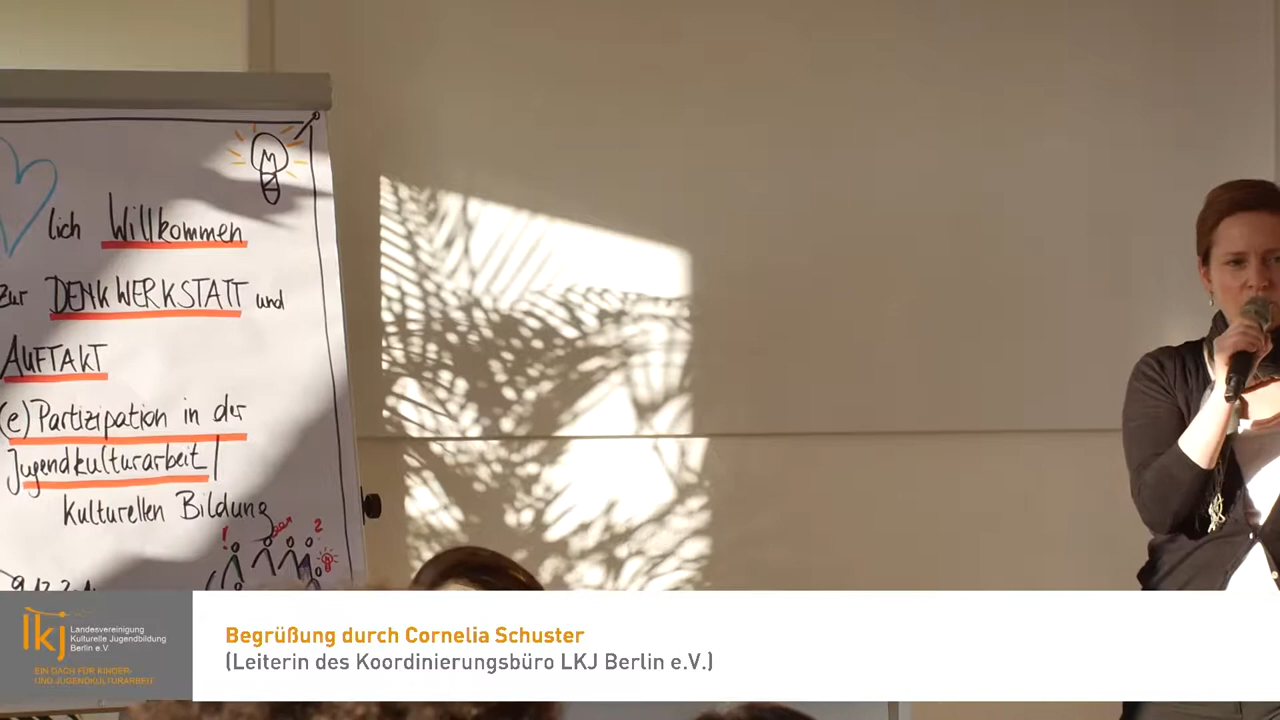 lich Willkommen
zur DENKWERKSTATT und
AUFTAKT
(e)Partizipation in der
Jugendkulturarbeit/
kulturellen Bildung
! 2
lkj Landesvereinigung
Kulturelle Jugendbildung
Berlin e.V.
EIN DACH FÜR KINDER-
UND JUGENDKULTURARBEIT
Begrüßung durch Cornelia Schuster
(Leiterin des Koordinierungsbüro LKJ Berlin e.V.)